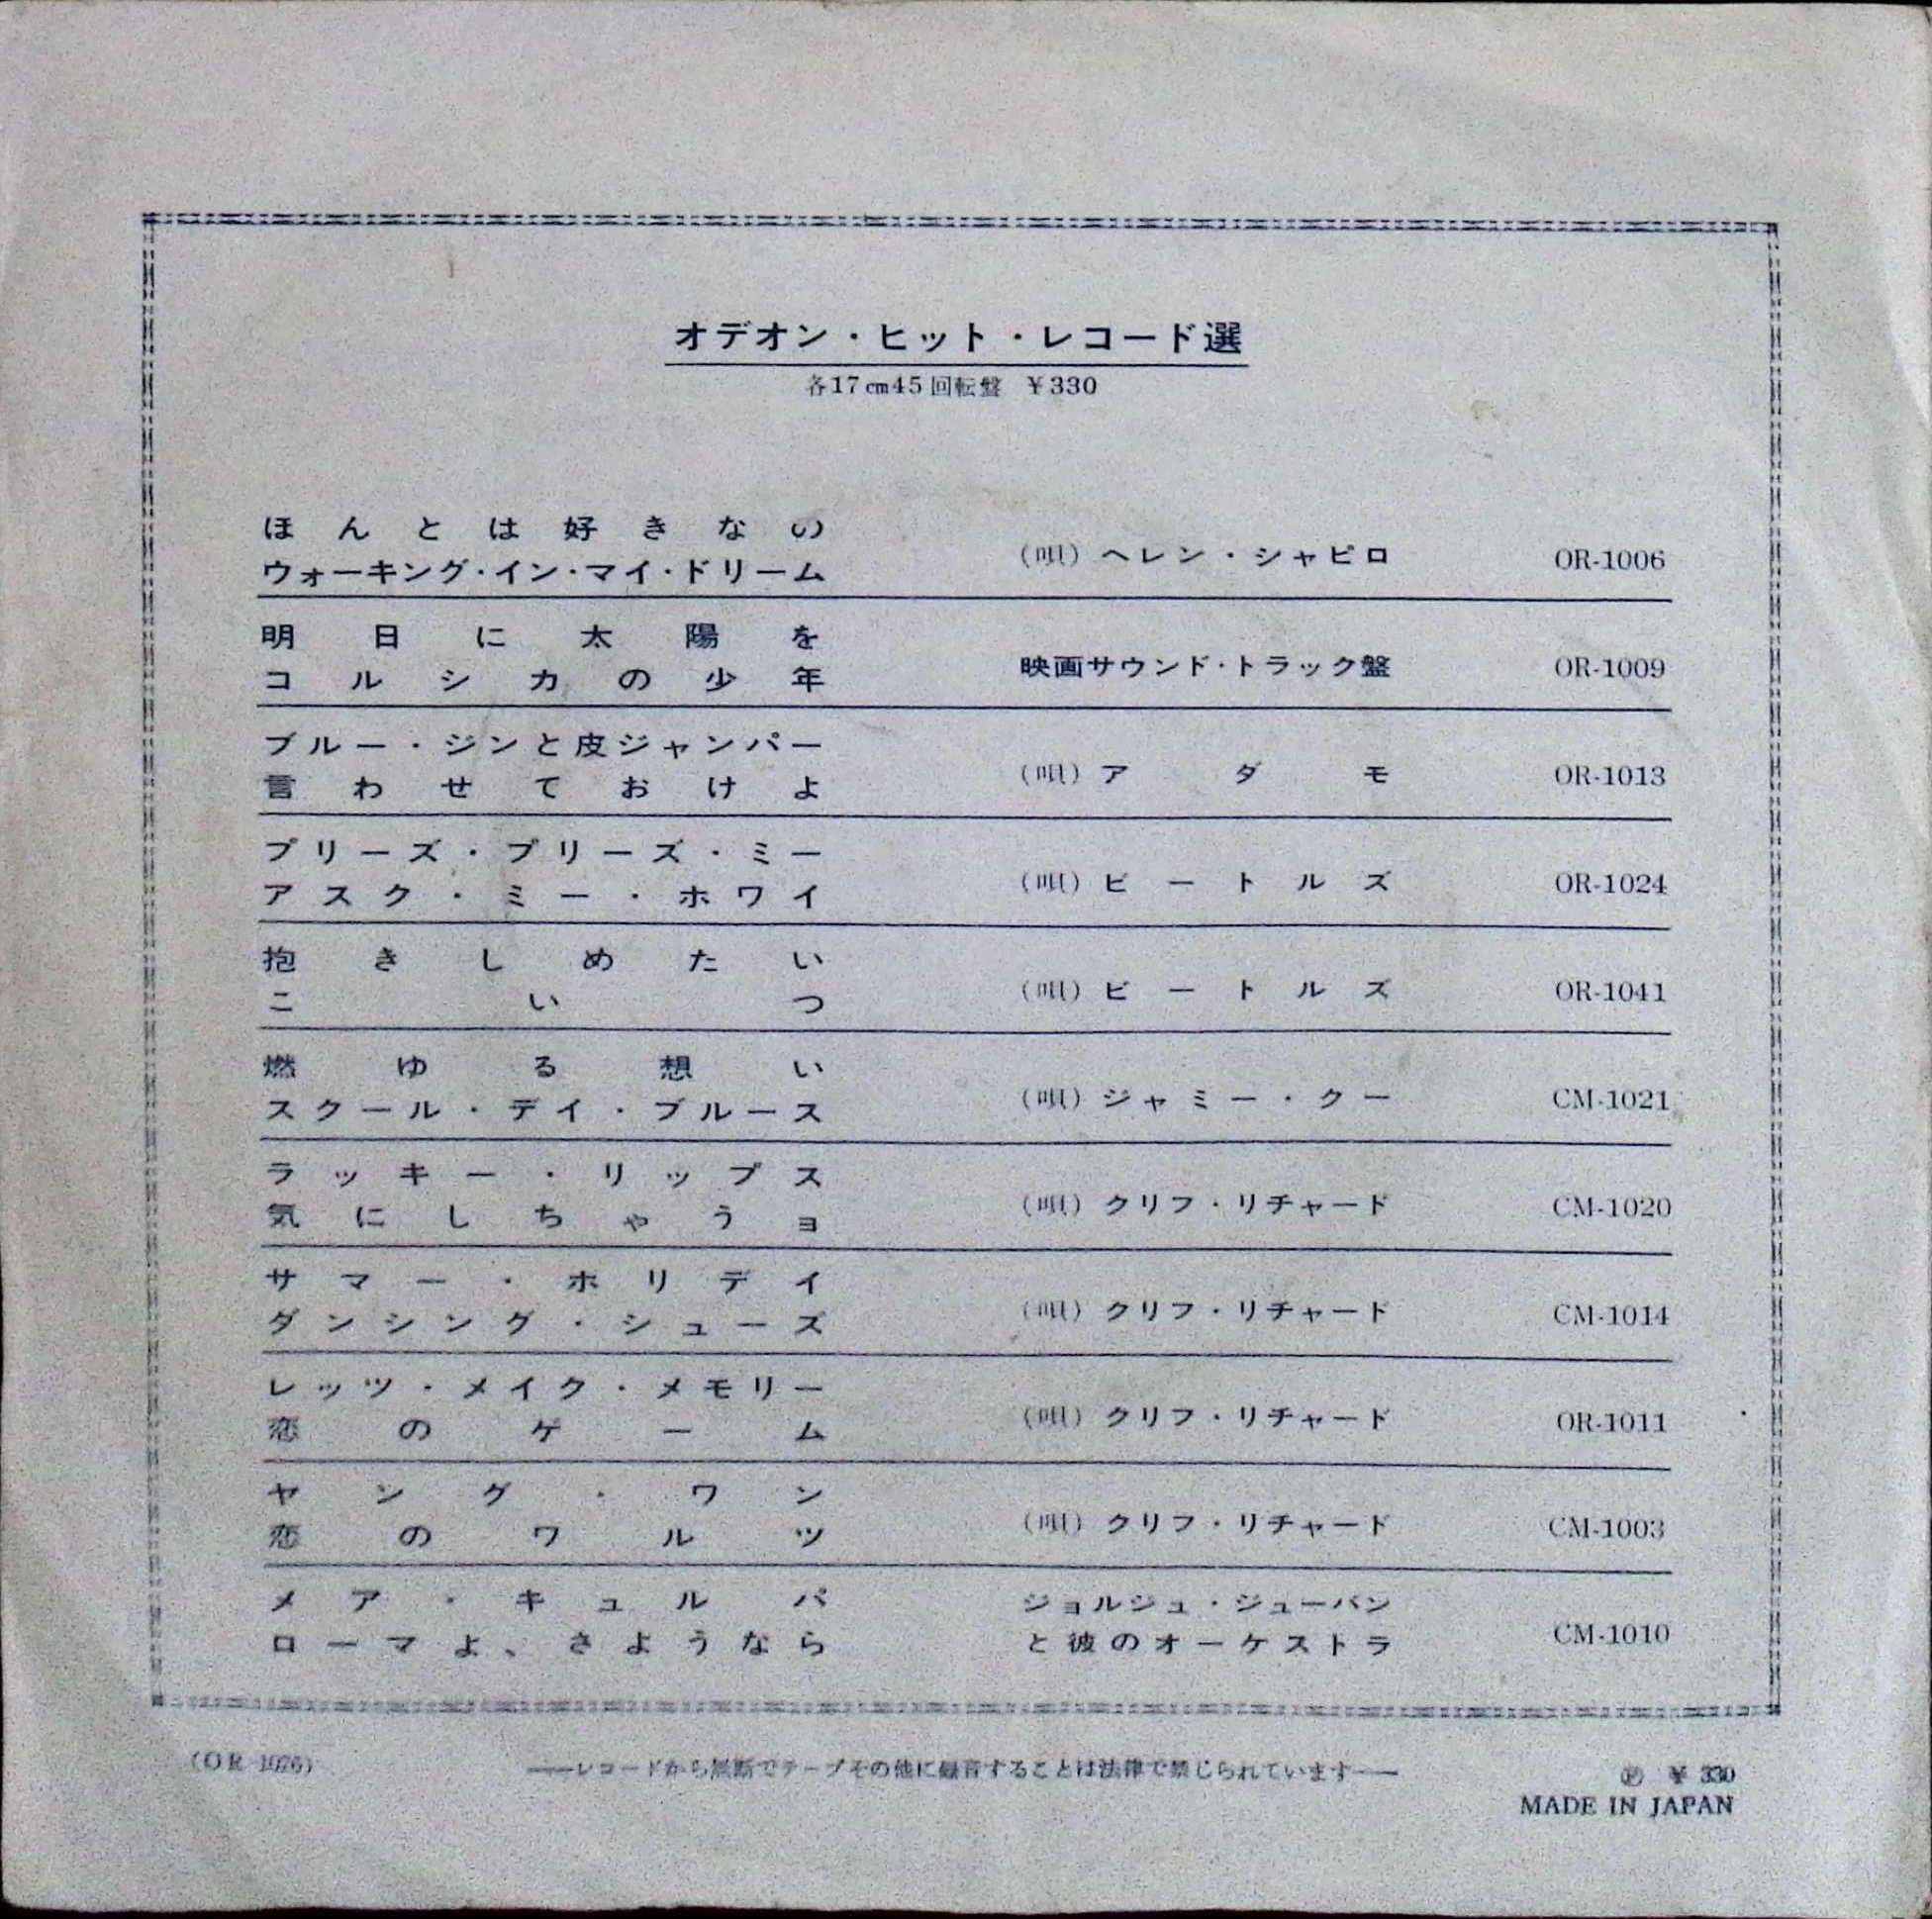 オデオン・ヒット・レコード選
各17cm45回転盤 ￥330
ほんとは好きなの
ウォーキング・イン・マイ・ドリーム
(唄) ヘレン・シャピロ OR-1006
明日に太陽を
コルシカの少年
映画サウンド・トラック盤 OR-1009
ブルー・ジンと皮ジャンパー
言わせておけよ
(唄) アダモ OR-1013
プリーズ・プリーズ・ミー
アスク・ミー・ホワイ
(唄) ビートルズ OR-1024
抱きしめたい
こいつ
(唄) ビートルズ OR-1041
燃ゆる想い
スクール・デイ・ブルース
(唄) ジャミー・クー CM-1021
ラッキー・リップス
気にしちゃうョ
(唄) クリフ・リチャード CM-1020
サマー・ホリデイ
ダンシング・シューズ
(唄) クリフ・リチャード CM-1014
レッツ・メイク・メモリー
恋のゲーム
(唄) クリフ・リチャード OR-1011
ヤング・ワン
恋のワルツ
(唄) クリフ・リチャード CM-1003
メア・キュルパ
ローマよ、さようなら
ジョルジュ・ジューバン
と彼のオーケストラ CM-1010
(OR
──レコードから無断でテープその他に録音することは法律で禁じられています──
Ⓟ ￥330
MADE IN JAPAN